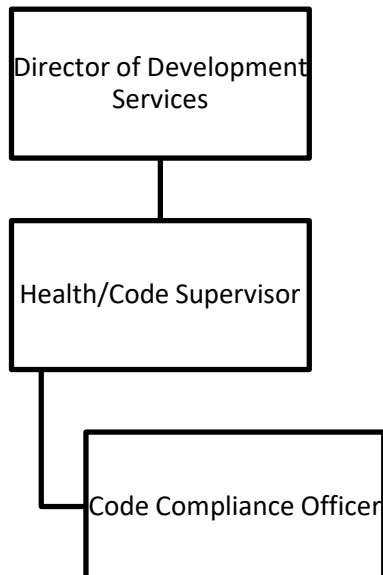 Director of Development
Services
Health/Code Supervisor
Code Compliance Officer